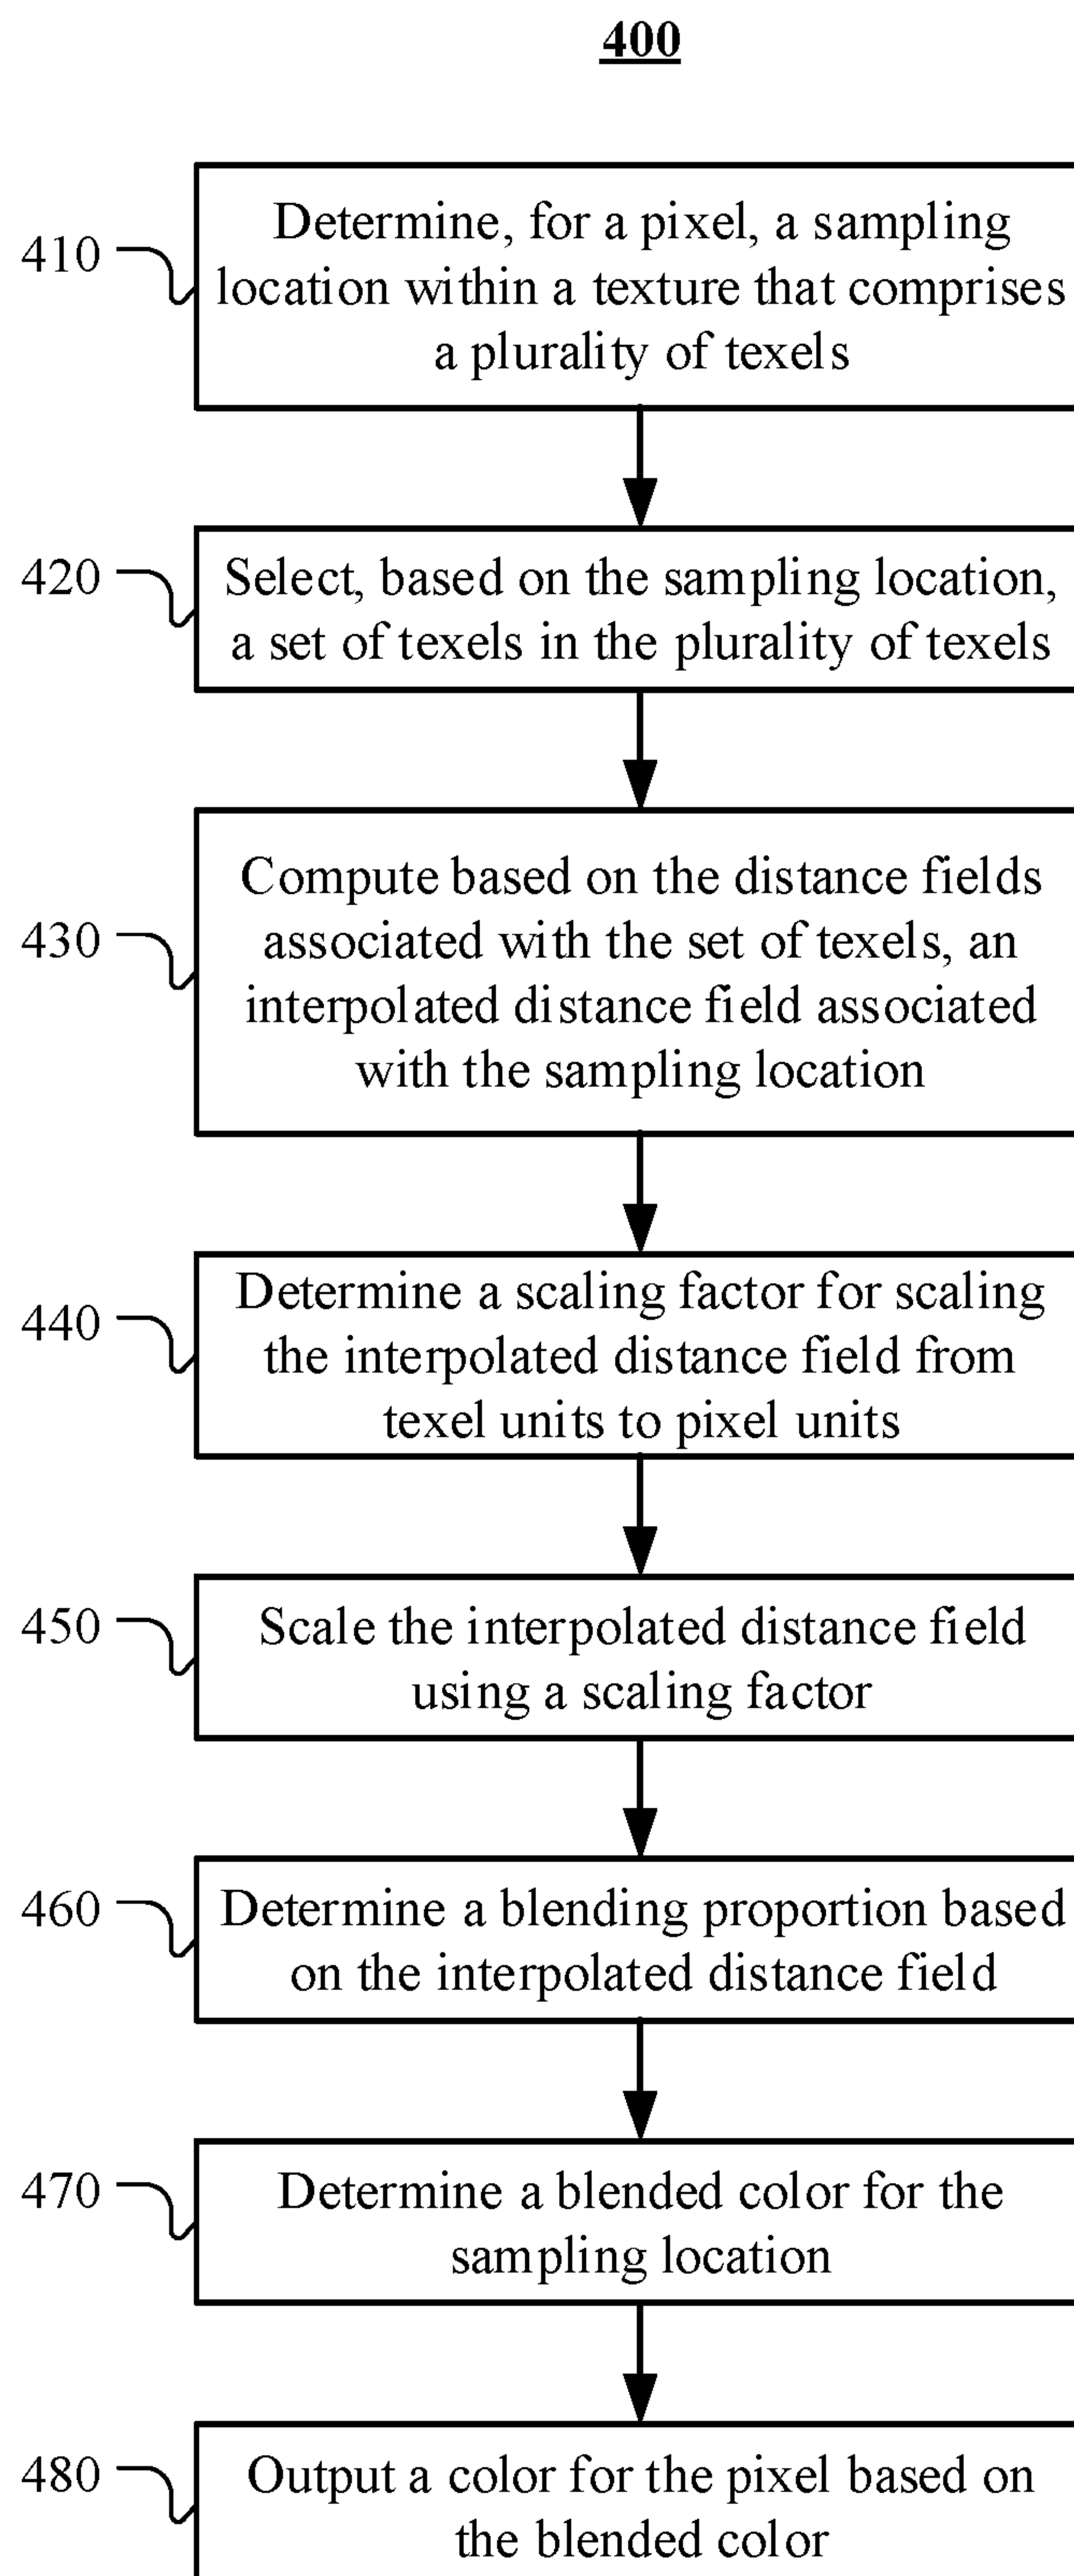 400
410
Determine, for a pixel, a sampling
location within a texture that comprises
a plurality of texels
420
Select, based on the sampling location,
a set of texels in the plurality of texels
430
Compute based on the distance fields
associated with the set of texels, an
interpolated distance field associated
with the sampling location
440
Determine a scaling factor for scaling
the interpolated distance field from
texel units to pixel units
450
Scale the interpolated distance field
using a scaling factor
460
Determine a blending proportion based
on the interpolated distance field
470
Determine a blended color for the
sampling location
480
Output a color for the pixel based on
the blended color